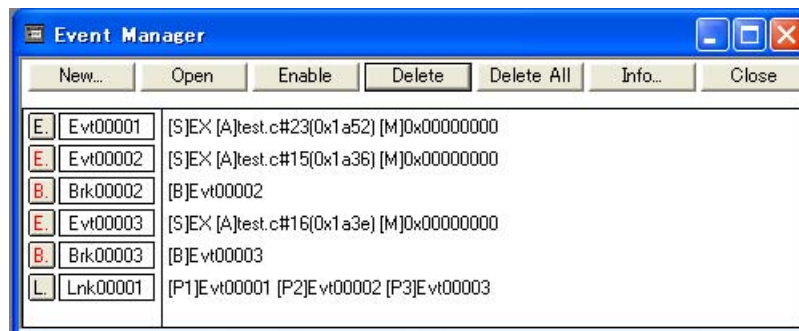 Event Manager
New... Open Enable Delete Delete All Info... Close
E. Evt00001 [S]EX [A]test.c#23(0x1a52) [M]0x00000000
E. Evt00002 [S]EX [A]test.c#15(0x1a36) [M]0x00000000
B. Brk00002 [B]Evt00002
E. Evt00003 [S]EX [A]test.c#16(0x1a3e) [M]0x00000000
B. Brk00003 [B]Evt00003
L. Lnk00001 [P1]Evt00001 [P2]Evt00002 [P3]Evt00003